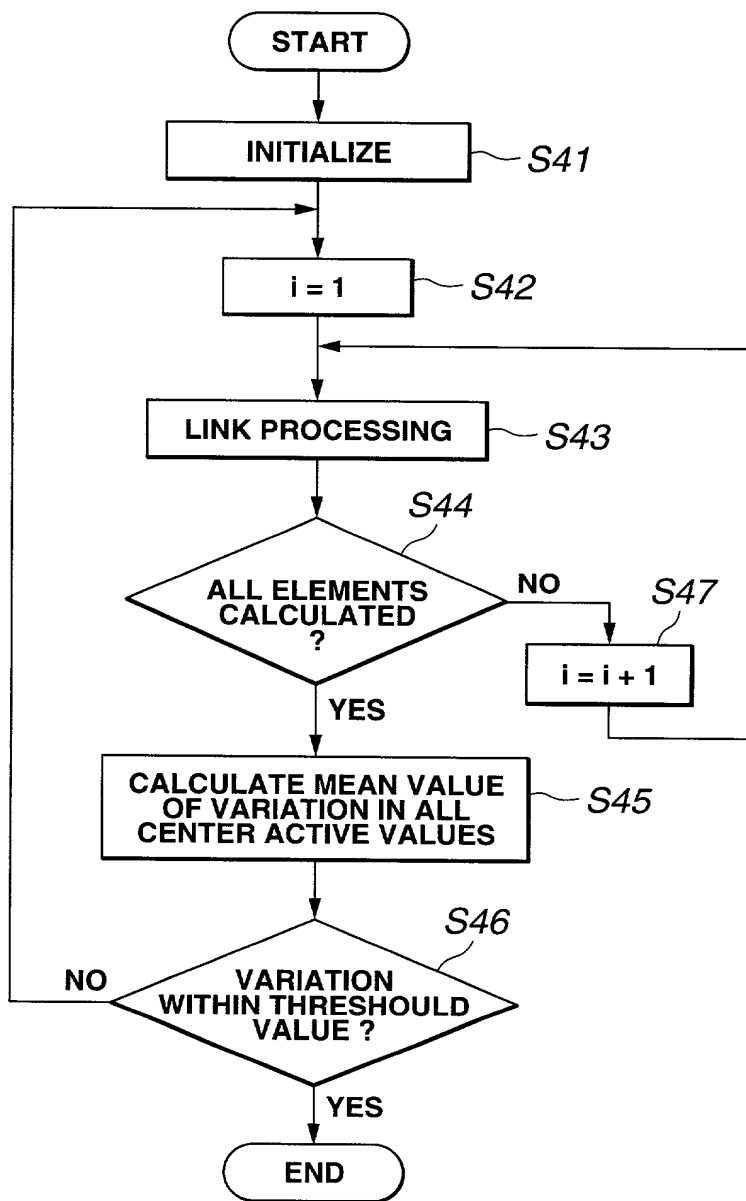 START
INITIALIZE
S41
i = 1
S42
LINK PROCESSING
S43
S44
ALL ELEMENTS
CALCULATED
?
NO
S47
i = i + 1
YES
CALCULATE MEAN VALUE
OF VARIATION IN ALL
CENTER ACTIVE VALUES
S45
S46
NO
VARIATION
WITHIN THRESHOULD
VALUE ?
YES
END